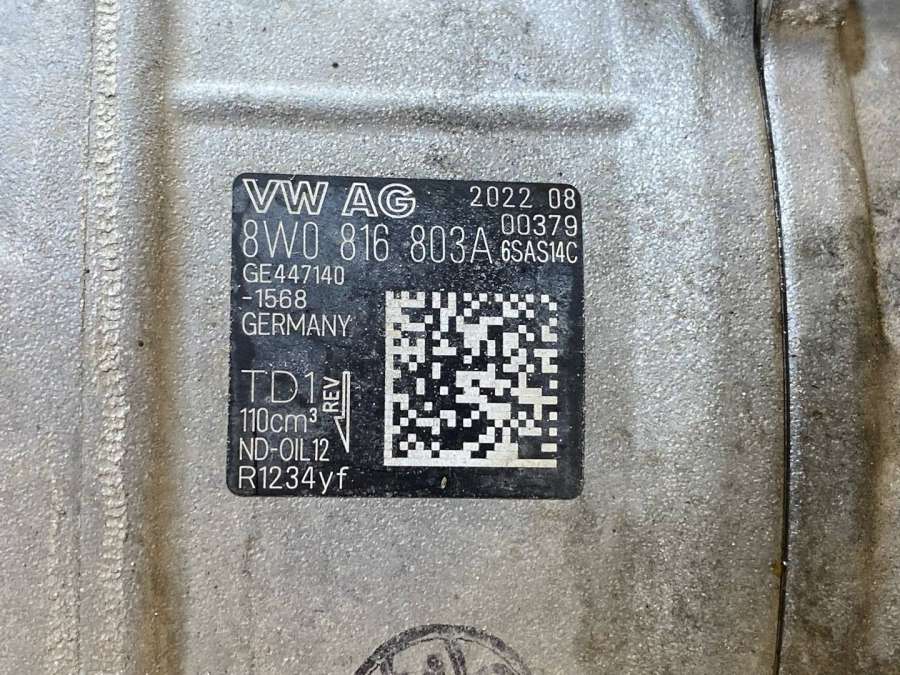 VW AG 2022 08
00379
8W0 816 803A 6SAS14C
GE447140
-1568
GERMANY
TD1 REV
110cm³
ND-OIL12
R1234yf